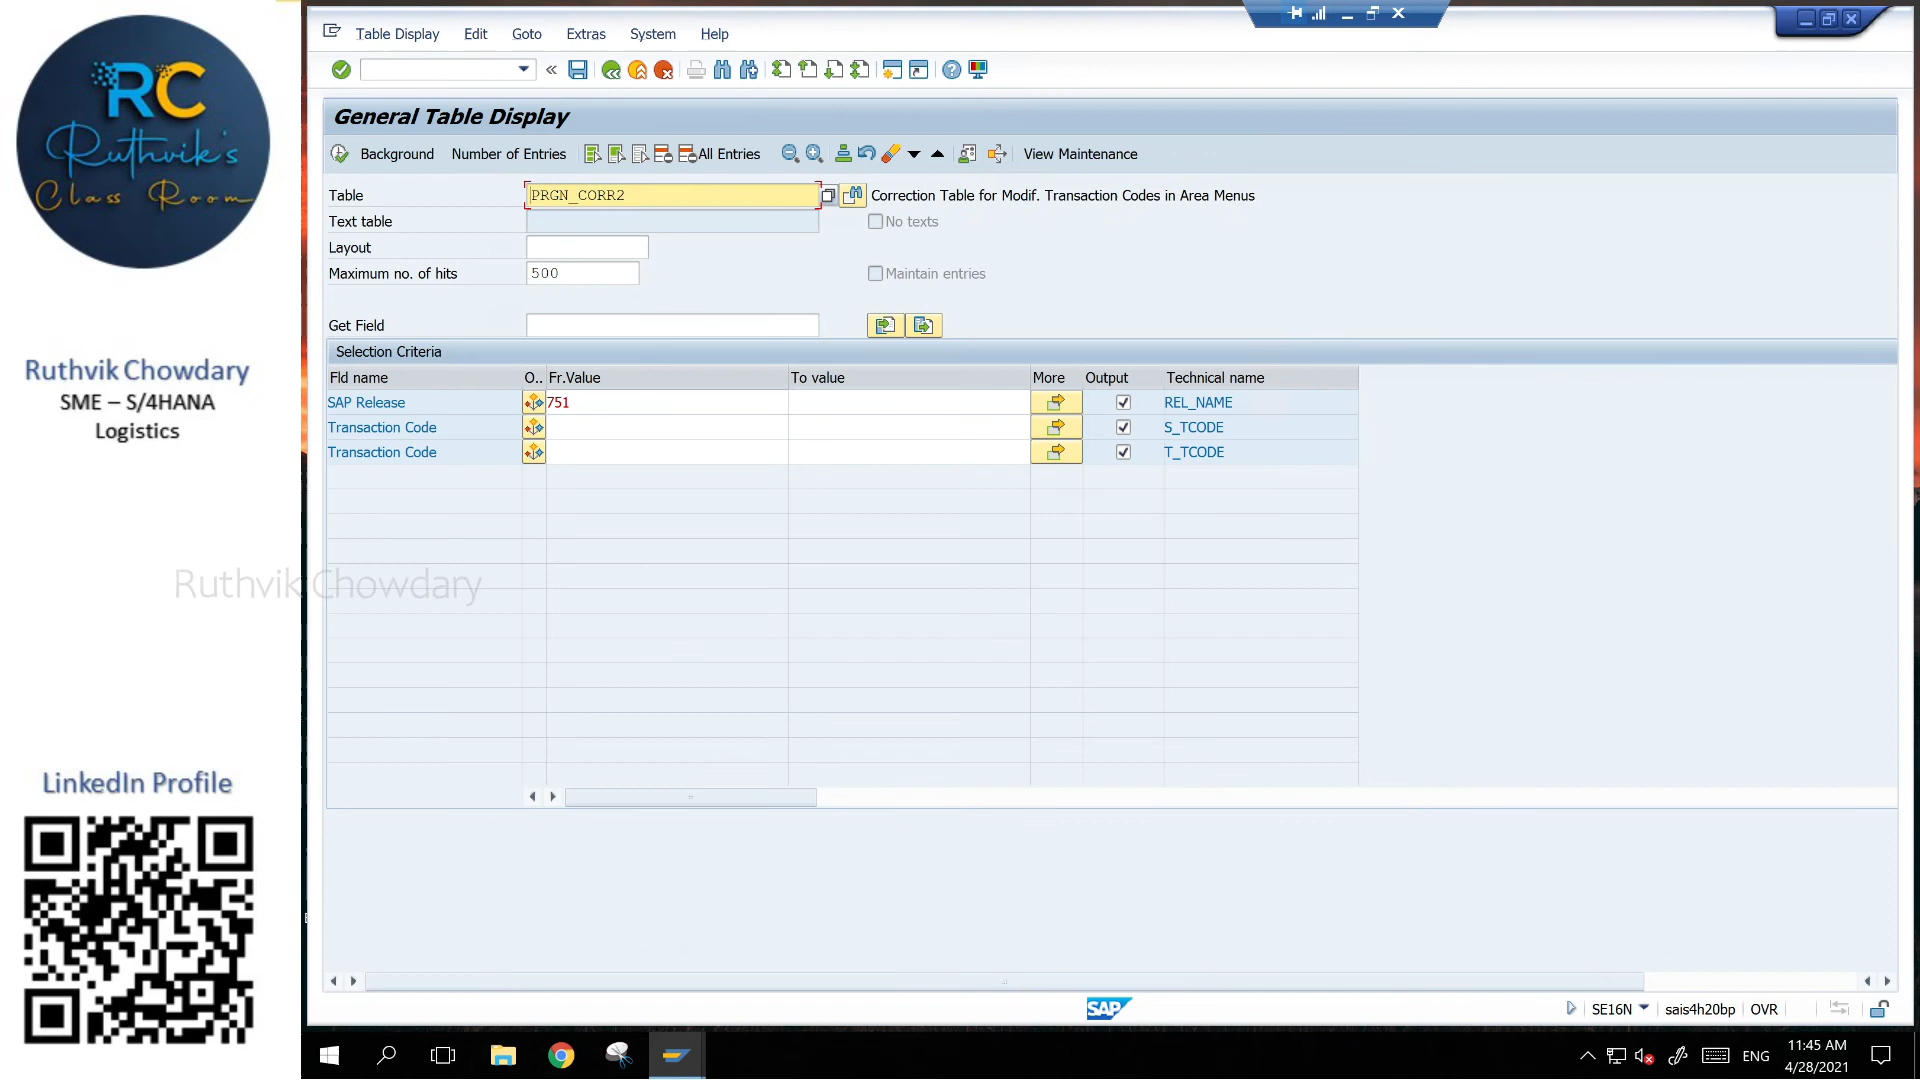 RC
Ruthvik's
Class Room
Ruthvik Chowdary
SME – S/4HANA
Logistics
Ruthvik Chowdary
LinkedIn Profile
Table Display Edit Goto Extras System Help
General Table Display
Background Number of Entries All Entries View Maintenance
Table PRGN_CORR2 Correction Table for Modif. Transaction Codes in Area Menus
Text table No texts
Layout
Maximum no. of hits 500 Maintain entries
Get Field
Selection Criteria
Fld name O.. Fr.Value To value More Output Technical name
SAP Release 751 REL_NAME
Transaction Code S_TCODE
Transaction Code T_TCODE
SAP
SE16N sais4h20bp OVR
ENG 11:45 AM
4/28/2021